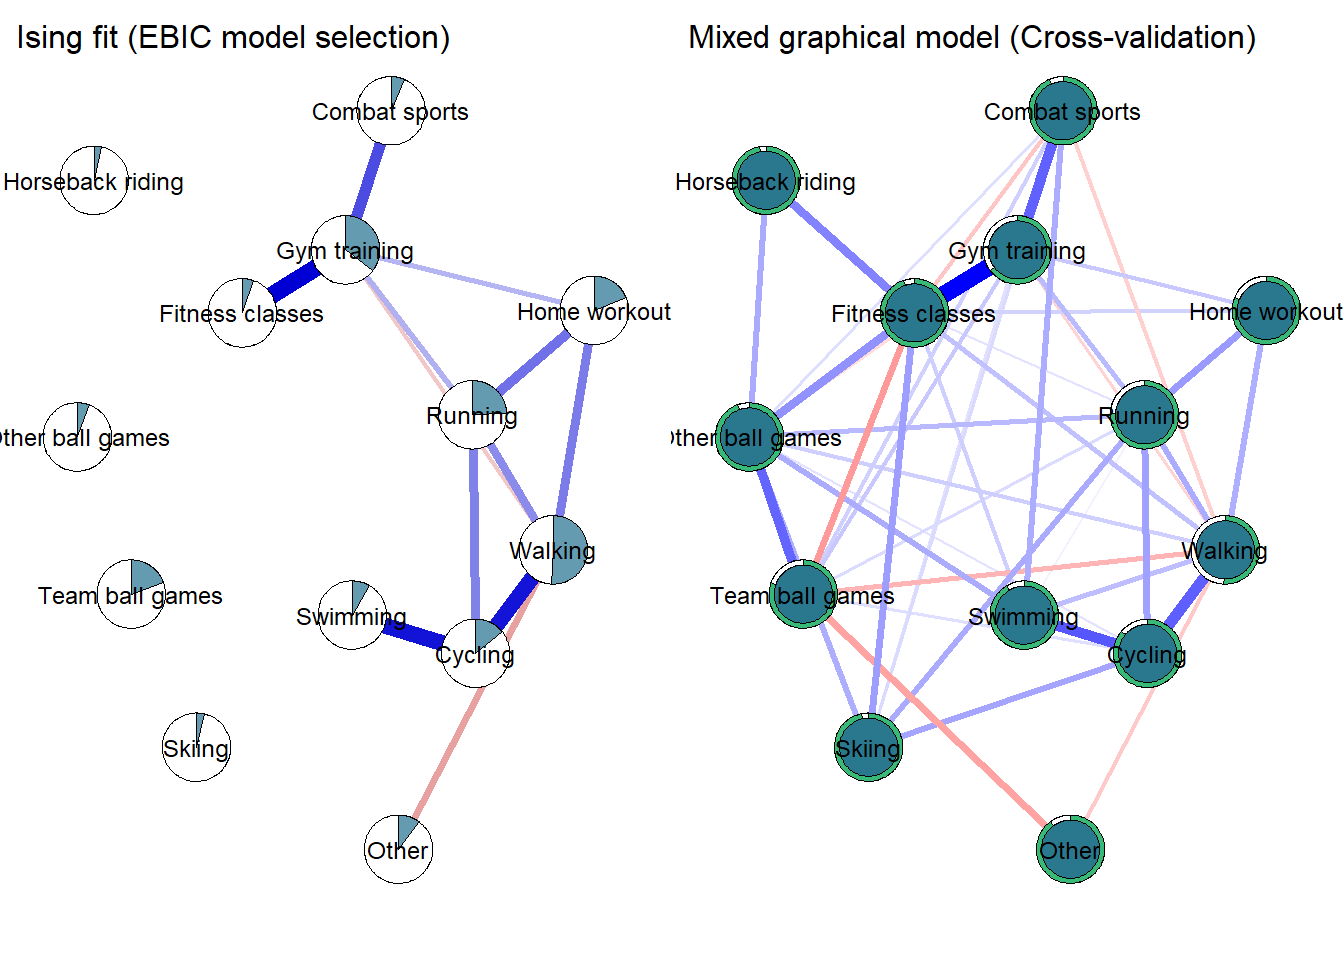 Ising fit (EBIC model selection)
Combat sports
Horseback riding
Gym training
Fitness classes
Home workout
Running
Other ball games
Walking
Team ball games
Swimming
Cycling
Skiing
Other
Mixed graphical model (Cross-validation)
Combat sports
Horseback riding
Gym training
Fitness classes
Home workout
Running
Other ball games
Walking
Team ball games
Swimming
Cycling
Skiing
Other